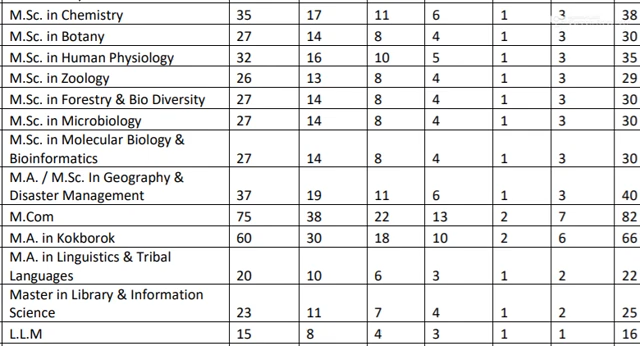 M.Sc. in Chemistry 35 17 11 6 1 3 38
M.Sc. in Botany 27 14 8 4 1 3 30
M.Sc. in Human Physiology 32 16 10 5 1 3 35
M.Sc. in Zoology 26 13 8 4 1 3 29
M.Sc. in Forestry & Bio Diversity 27 14 8 4 1 3 30
M.Sc. in Microbiology 27 14 8 4 1 3 30
M.Sc. in Molecular Biology &
Bioinformatics 27 14 8 4 1 3 30
M.A. / M.Sc. In Geography &
Disaster Management 37 19 11 6 1 3 40
M.Com 75 38 22 13 2 7 82
M.A. in Kokborok 60 30 18 10 2 6 66
M.A. in Linguistics & Tribal
Languages 20 10 6 3 1 2 22
Master in Library & Information
Science 23 11 7 4 1 2 25
L.L.M 15 8 4 3 1 1 16